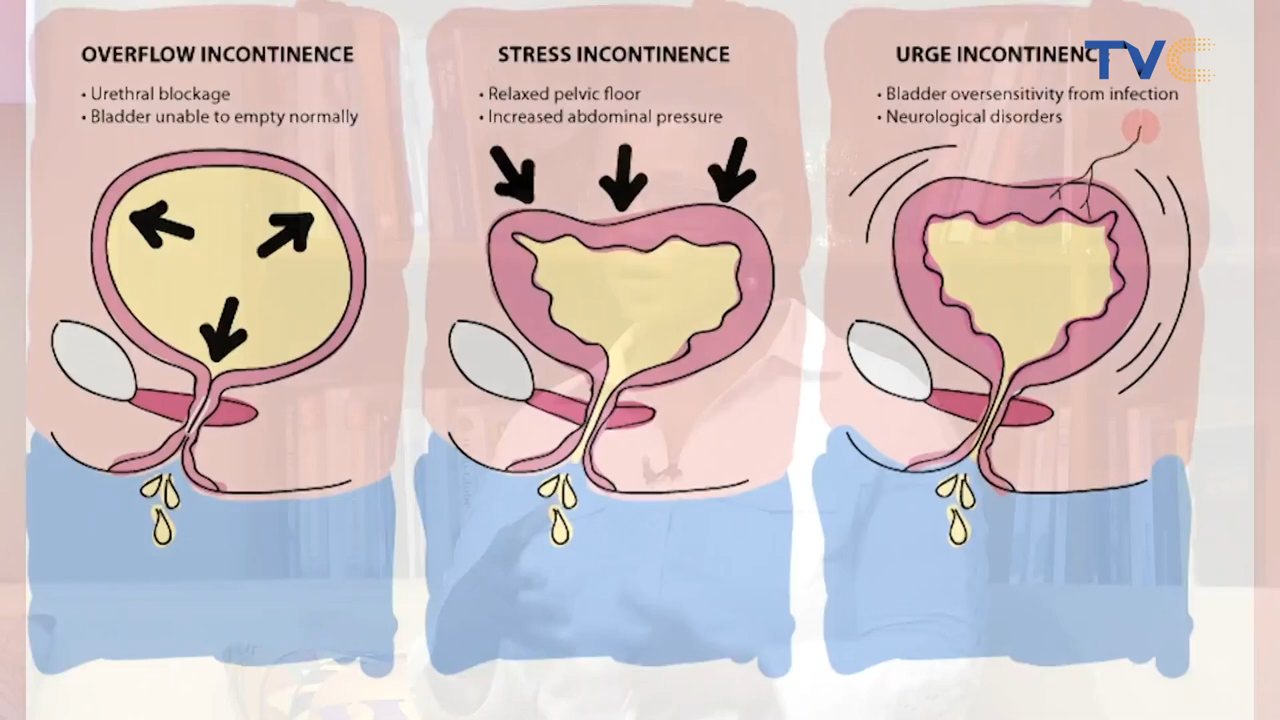 OVERFLOW INCONTINENCE
• Urethral blockage
• Bladder unable to empty normally
STRESS INCONTINENCE
• Relaxed pelvic floor
• Increased abdominal pressure
URGE INCONTINENC
• Bladder oversensitivity from infection
• Neurological disorders
TVC